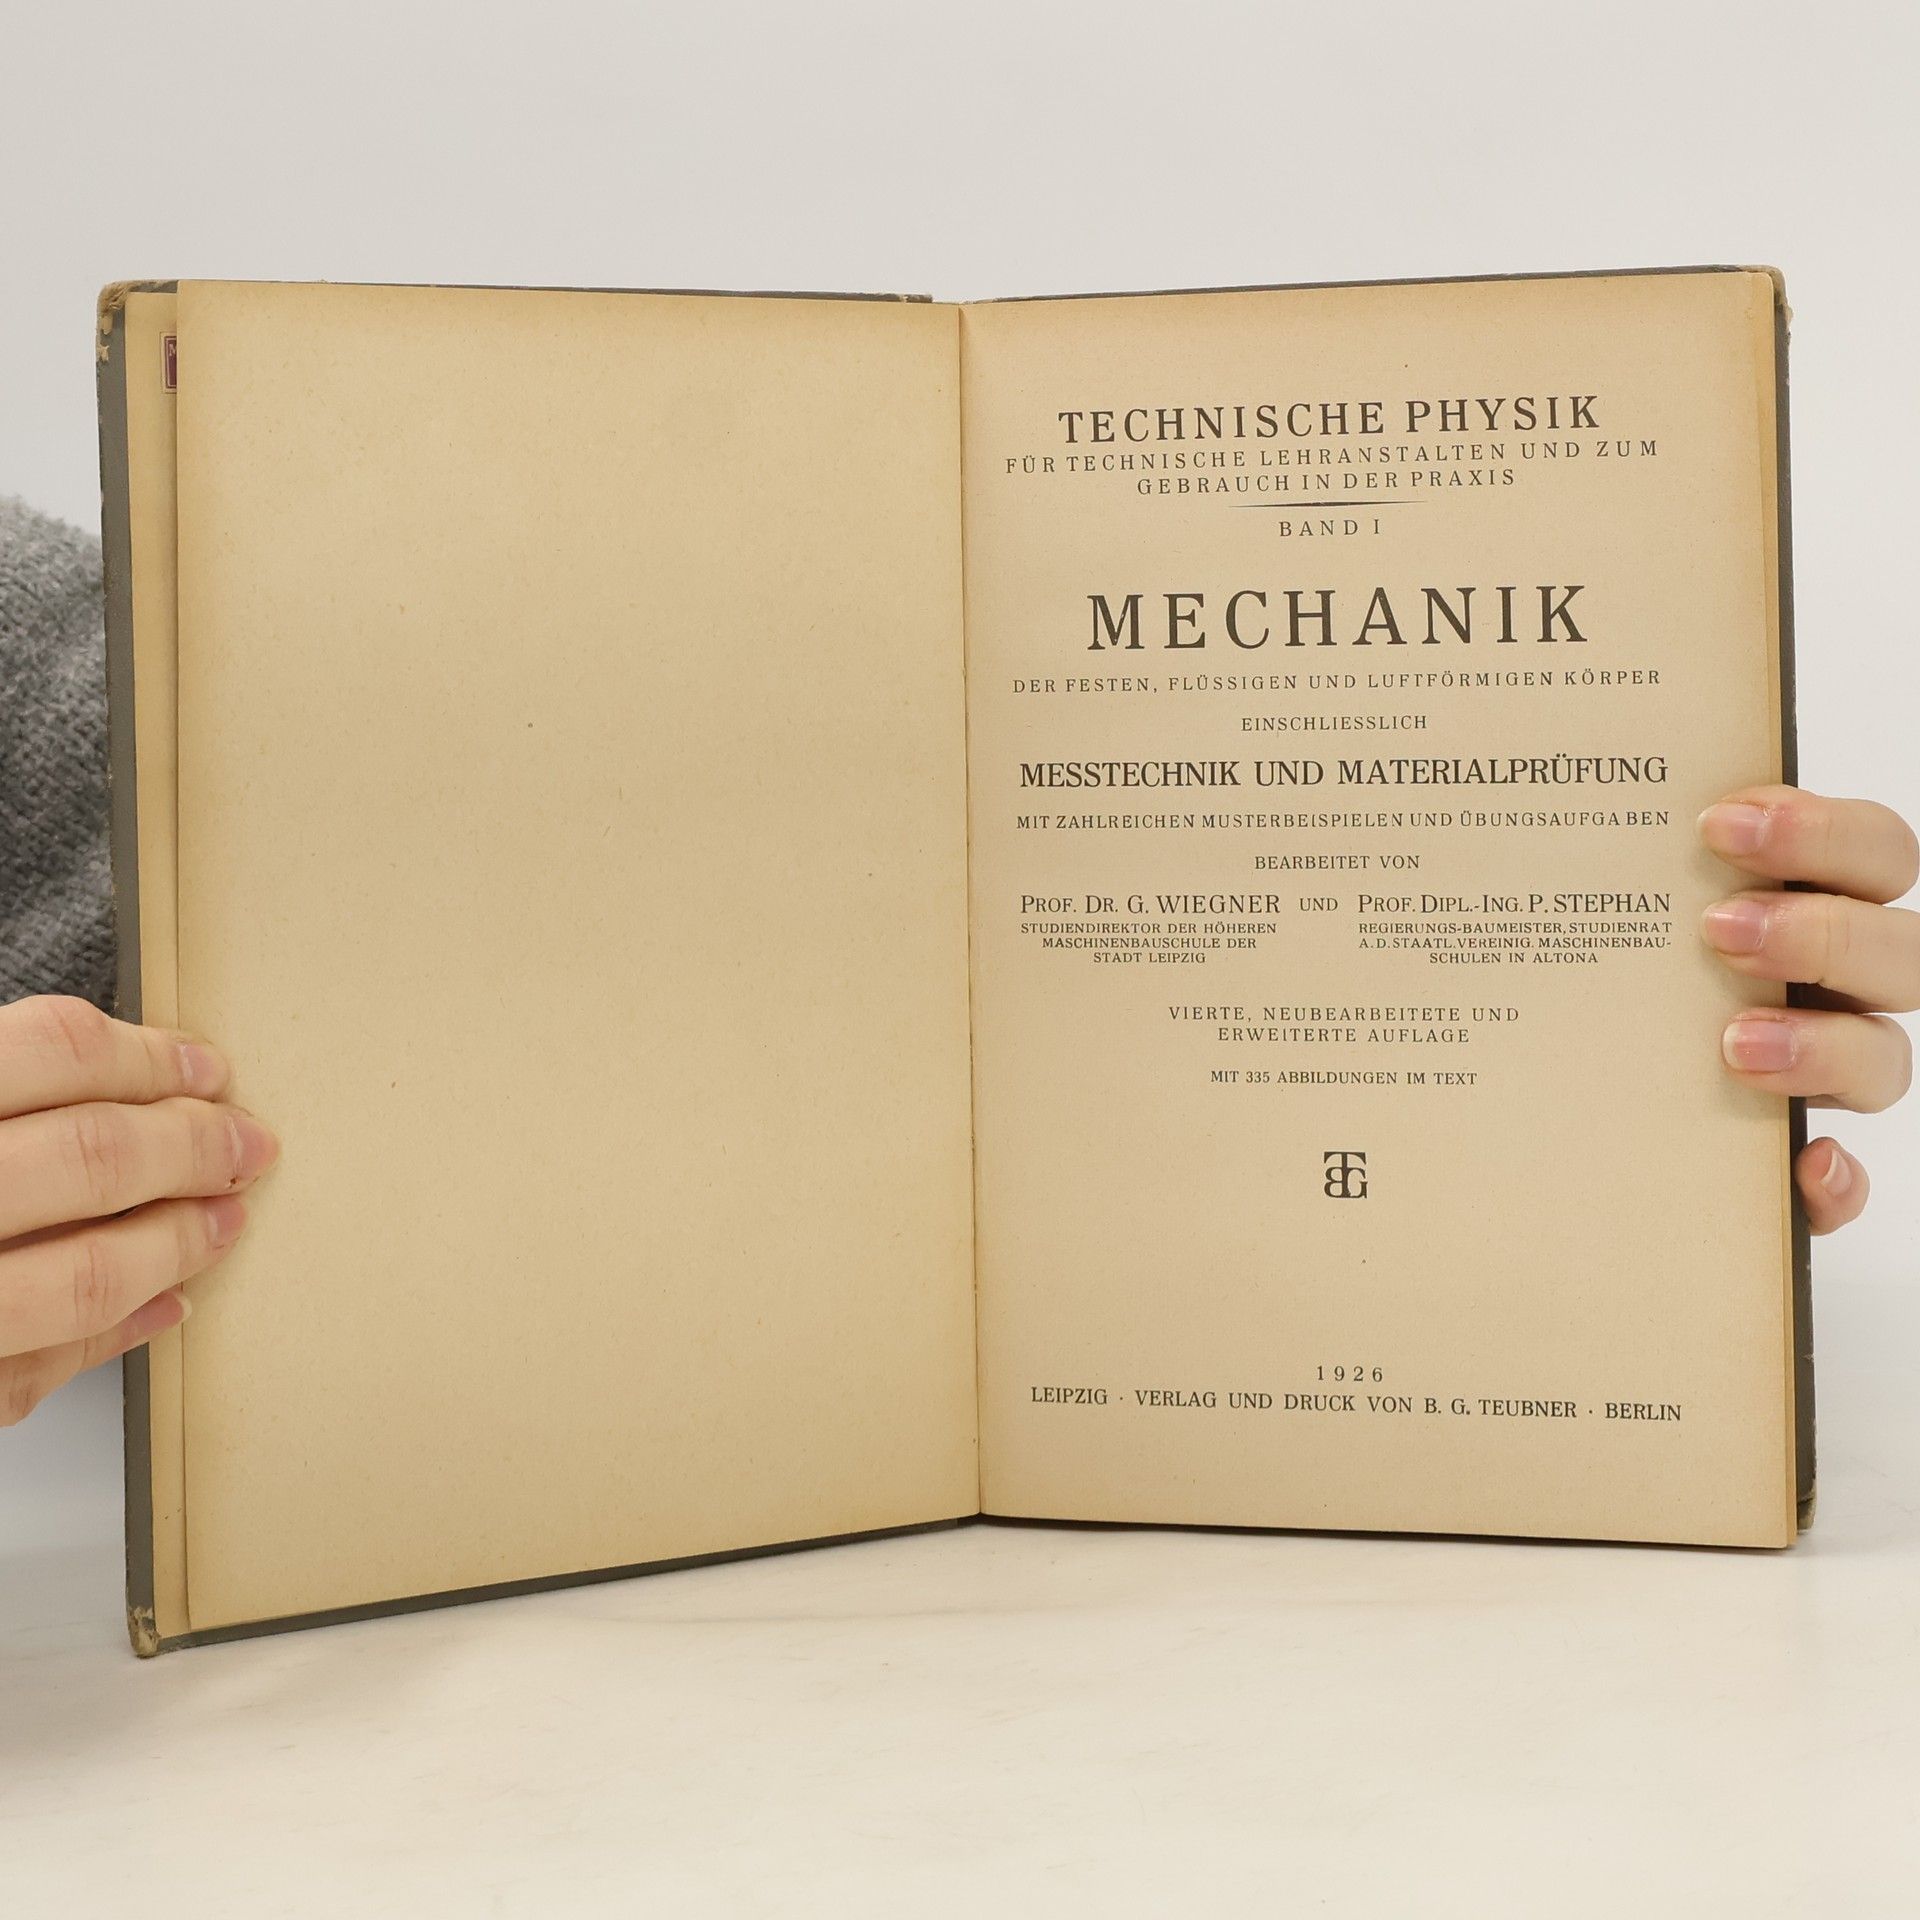 TECHNISCHE PHYSIK
FÜR TECHNISCHE LEHRANSTALTEN UND ZUM
GEBRAUCH IN DER PRAXIS
BAND I
MECHANIK
DER FESTEN, FLÜSSIGEN UND LUFTFÖRMIGEN KÖRPER
EINSCHLIESSLICH
MESSTECHNIK UND MATERIALPRÜFUNG
MIT ZAHLREICHEN MUSTERBEISPIELEN UND ÜBUNGSAUFGABEN
BEARBEITET VON
PROF. DR. G. WIEGNER UND PROF. DIPL.-ING. P. STEPHAN
STUDIENDIREKTOR DER HÖHEREN REGIERUNGS-BAUMEISTER, STUDIENRAT
MASCHINENBAUSCHULE DER A. D. STAATL. VEREINIG. MASCHINENBAU-
STADT LEIPZIG SCHULEN IN ALTONA
VIERTE, NEUBEARBEITETE UND
ERWEITERTE AUFLAGE
MIT 335 ABBILDUNGEN IM TEXT
BTG
1926
LEIPZIG · VERLAG UND DRUCK VON B. G. TEUBNER · BERLIN